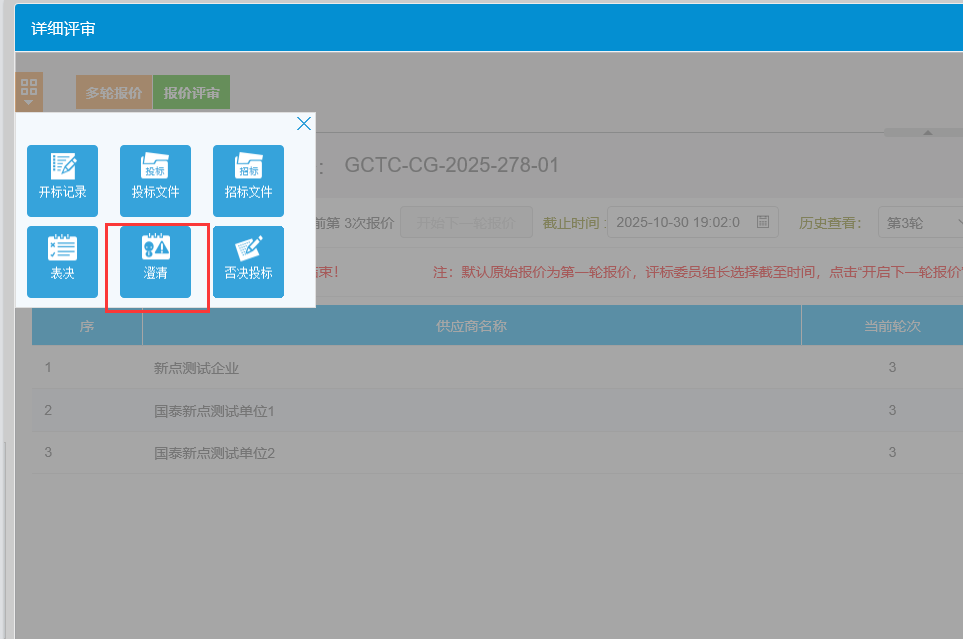 详细评审
多轮报价 报价评审
： GCTC-CG-2025-278-01
开标记录 投标 投标文件 招标 招标文件
前第 3次报价 开始下一轮报价 截止时间： 2025-10-30 19:02:0 历史查看： 第3轮
表决 澄清 否决投标
结束！ 注：默认原始报价为第一轮报价，评标委员组长选择截至时间，点击“开启下一轮报价”
序 供应商名称 当前轮次
1 新点测试企业 3
2 国泰新点测试单位1 3
3 国泰新点测试单位2 3